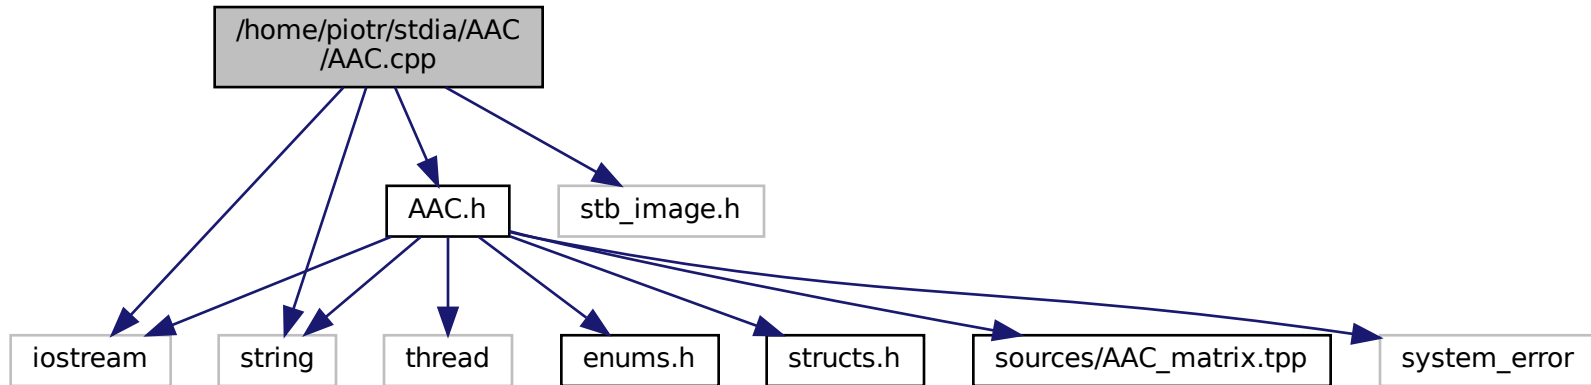 /home/piotr/stdia/AAC
/AAC.cpp
AAC.h
stb_image.h
iostream
string
thread
enums.h
structs.h
sources/AAC_matrix.tpp
system_error